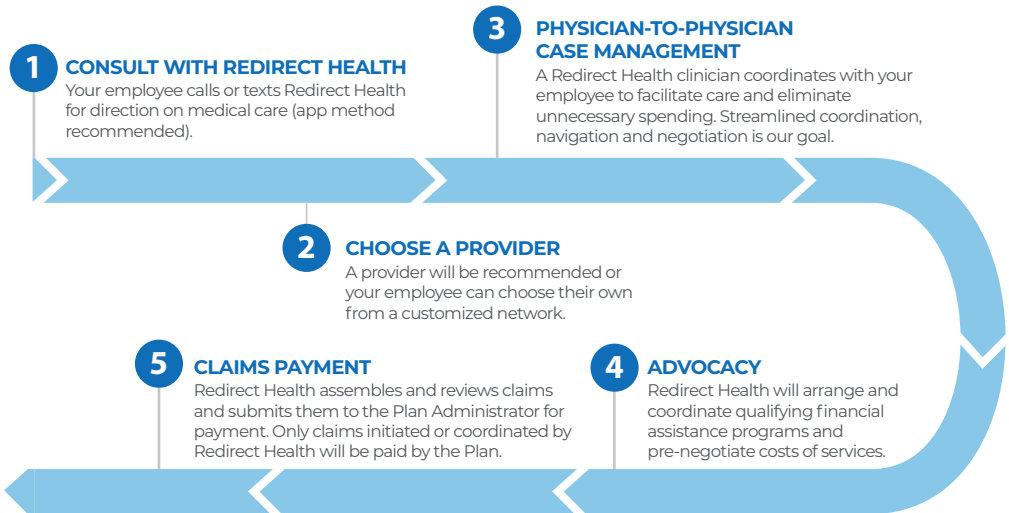 1
CONSULT WITH REDIRECT HEALTH
Your employee calls or texts Redirect Health
for direction on medical care (app method
recommended).
2
CHOOSE A PROVIDER
A provider will be recommended or
your employee can choose their own
from a customized network.
3
PHYSICIAN-TO-PHYSICIAN
CASE MANAGEMENT
A Redirect Health clinician coordinates with your
employee to facilitate care and eliminate
unnecessary spending. Streamlined coordination,
navigation and negotiation is our goal.
4
ADVOCACY
Redirect Health will arrange and
coordinate qualifying financial
assistance programs and
pre-negotiate costs of services.
5
CLAIMS PAYMENT
Redirect Health assembles and reviews claims
and submits them to the Plan Administrator for
payment. Only claims initiated or coordinated by
Redirect Health will be paid by the Plan.